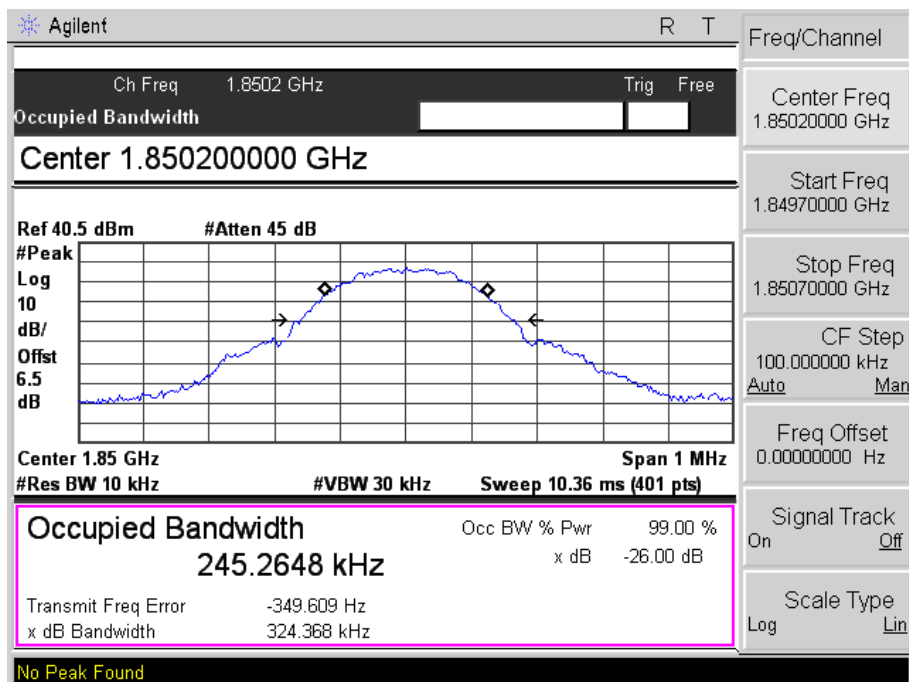 Agilent R T
Freq/Channel
Ch Freq 1.8502 GHz Trig Free
Occupied Bandwidth
Center 1.850200000 GHz
Ref 40.5 dBm #Atten 45 dB
#Peak
Log
10
dB/
Offst
6.5
dB
Center 1.85 GHz Span 1 MHz
#Res BW 10 kHz #VBW 30 kHz Sweep 10.36 ms (401 pts)
Occupied Bandwidth Occ BW % Pwr 99.00 %
245.2648 kHz x dB -26.00 dB
Transmit Freq Error -349.609 Hz
x dB Bandwidth 324.368 kHz
No Peak Found
Center Freq
1.85020000 GHz
Start Freq
1.84970000 GHz
Stop Freq
1.85070000 GHz
CF Step
100.000000 kHz
Auto Man
Freq Offset
0.00000000 Hz
Signal Track
On Off
Scale Type
Log Lin